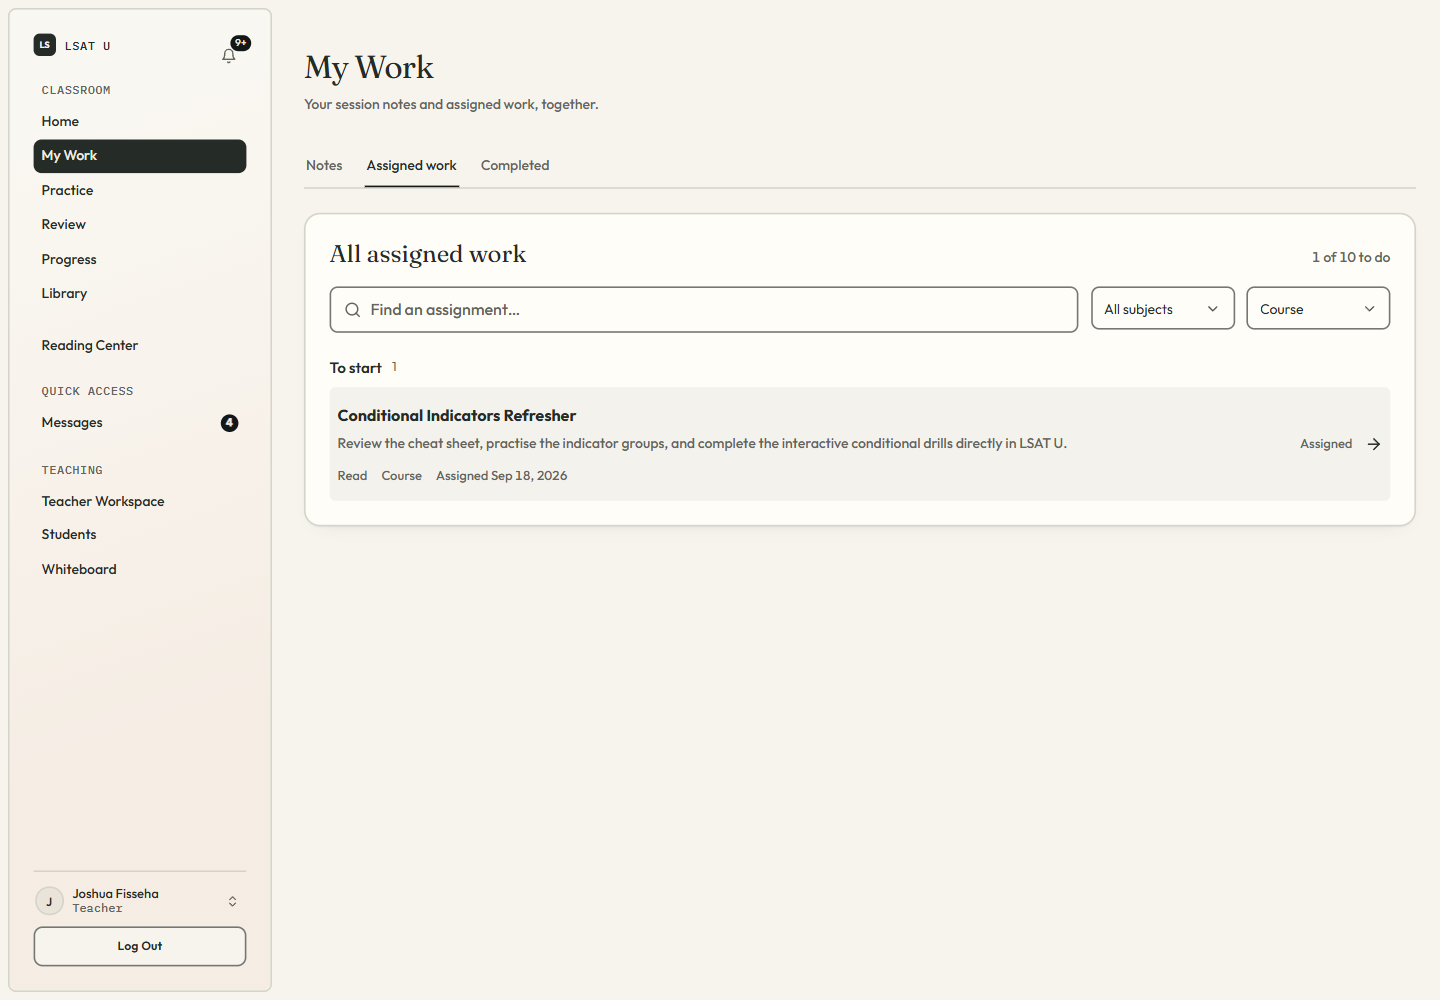 LS LSAT U 9+
CLASSROOM
Home
My Work
Practice
Review
Progress
Library
Reading Center
QUICK ACCESS
Messages 4
TEACHING
Teacher Workspace
Students
Whiteboard
J Joshua Fisseha
Teacher
Log Out
My Work
Your session notes and assigned work, together.
Notes Assigned work Completed
All assigned work 1 of 10 to do
Find an assignment... All subjects Course
To start 1
Conditional Indicators Refresher
Review the cheat sheet, practise the indicator groups, and complete the interactive conditional drills directly in LSAT U. Assigned
Read Course Assigned Sep 18, 2026